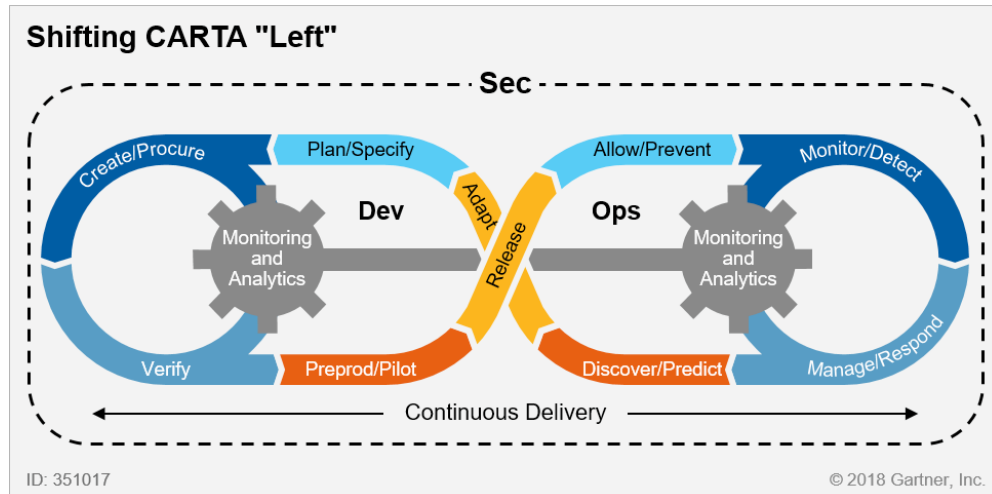 Shifting CARTA "Left"
Sec
Create/Procure
Plan/Specify
Allow/Prevent
Monitor/Detect
Adapt
Dev
Ops
Release
Monitoring
and
Analytics
Monitoring
and
Analytics
Verify
Preprod/Pilot
Discover/Predict
Manage/Respond
Continuous Delivery
ID: 351017
© 2018 Gartner, Inc.